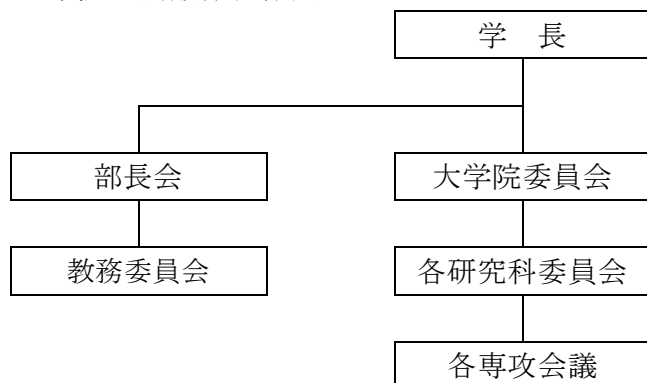 学　長
部長会
大学院委員会
教務委員会
各研究科委員会
各専攻会議